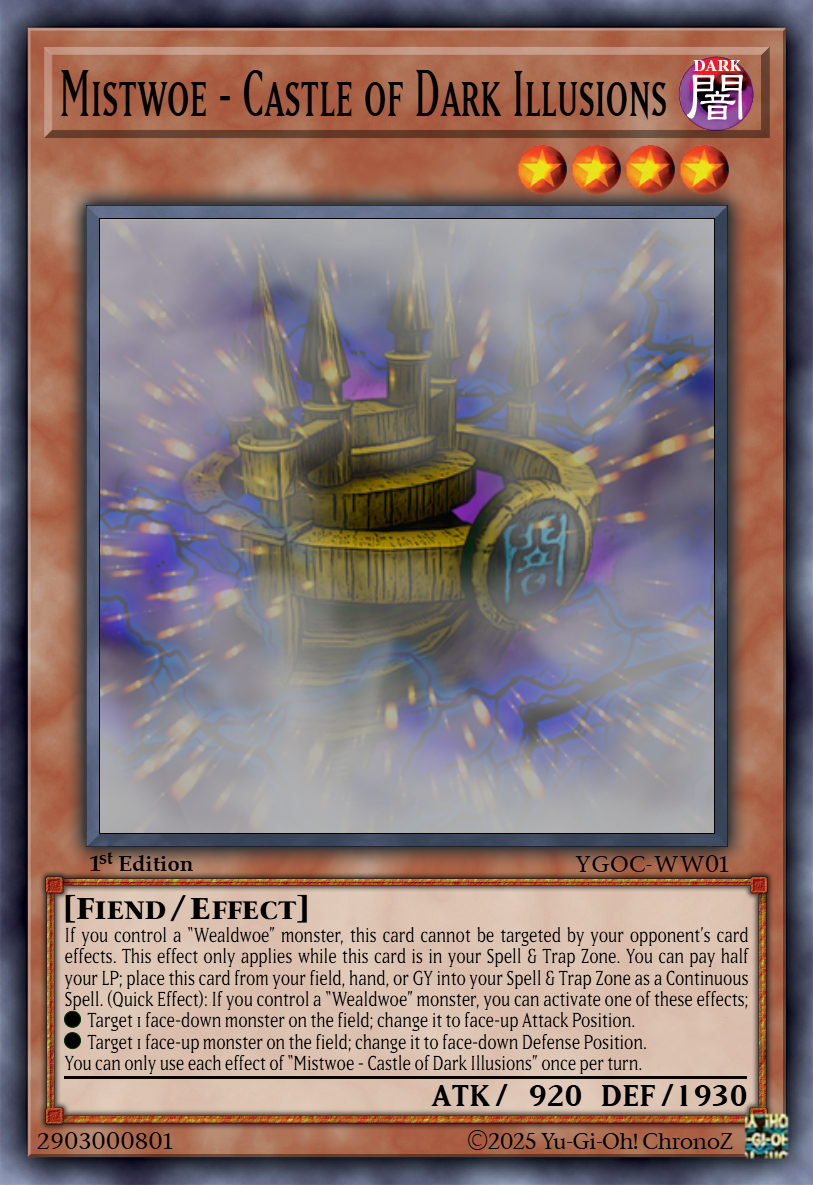 Mistwoe - Castle of Dark Illusions
DARK
闇
闇
1st Edition
YGOC-WW01
[Fiend/Effect]
If you control a "Wealdwoe" monster, this card cannot be targeted by your opponent's card
effects. This effect only applies while this card is in your Spell & Trap Zone. You can pay half
your LP; place this card from your field, hand, or GY into your Spell & Trap Zone as a Continuous
Spell. (Quick Effect): If you control a "Wealdwoe" monster, you can activate one of these effects;
● Target 1 face-down monster on the field; change it to face-up Attack Position.
● Target 1 face-up monster on the field; change it to face-down Defense Position.
You can only use each effect of "Mistwoe - Castle of Dark Illusions" once per turn.
ATK/ 920 DEF/1930
2903000801
©2025 Yu-Gi-Oh! ChronoZ